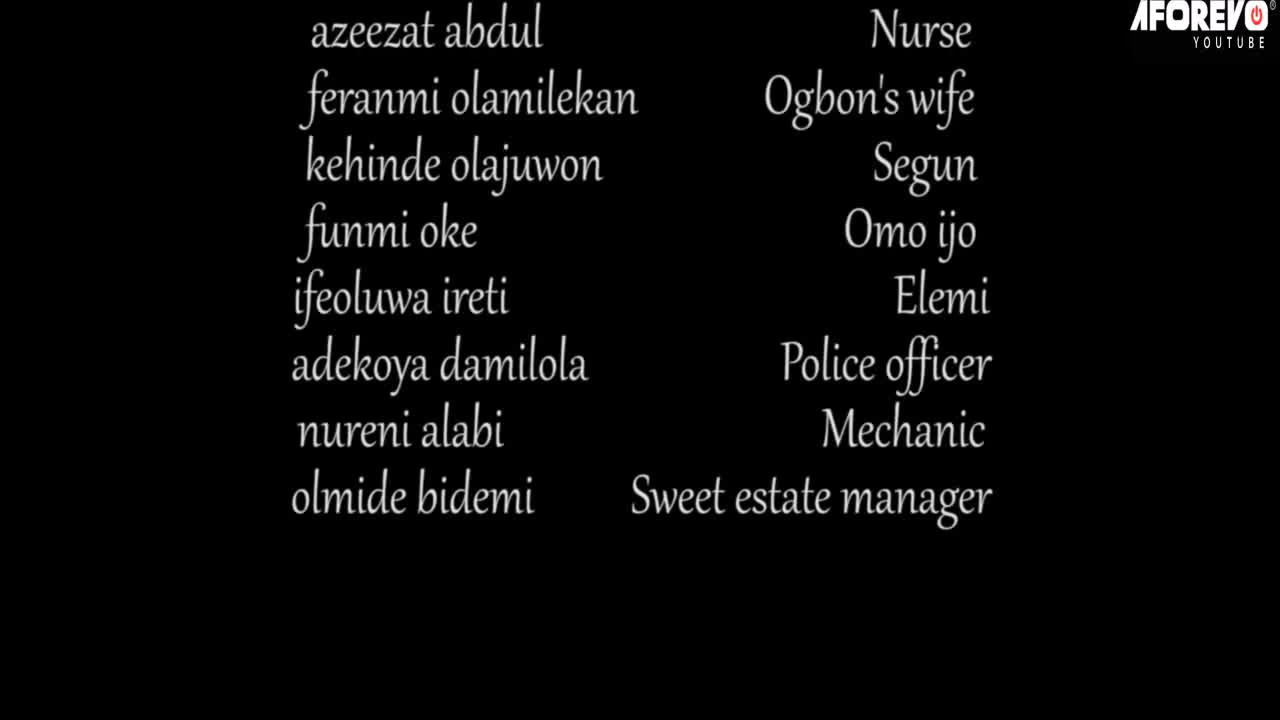 AFOREVO
YOUTUBE
azeezat abdul Nurse
feranmi olamilekan Ogbon's wife
kehinde olajuwon Segun
funmi oke Omo ijo
ifeoluwa ireti Elemi
adekoya damilola Police officer
nureni alabi Mechanic
olmide bidemi Sweet estate manager